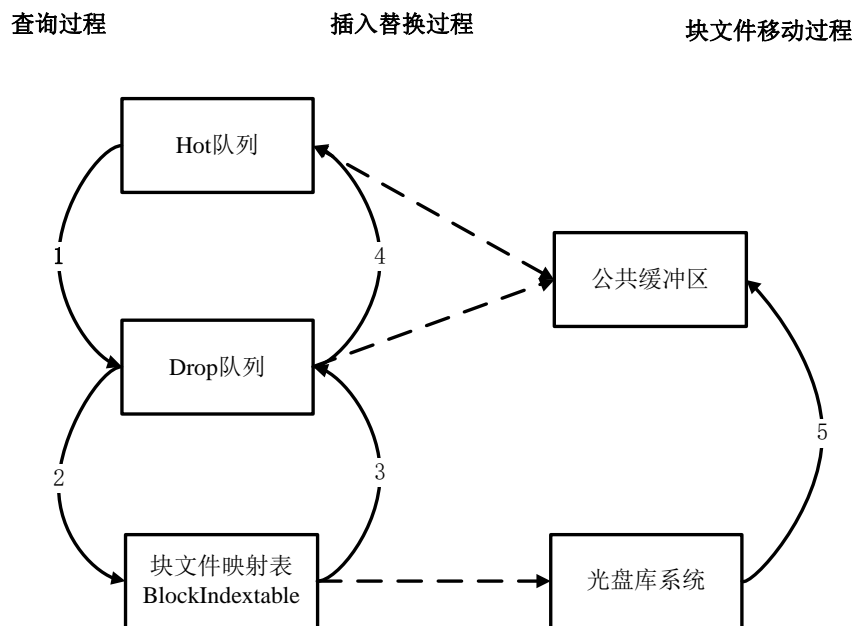 查询过程
插入替换过程
块文件移动过程
Hot队列
1
4
公共缓冲区
Drop队列
2
3
5
块文件映射表
BlockIndextable
光盘库系统